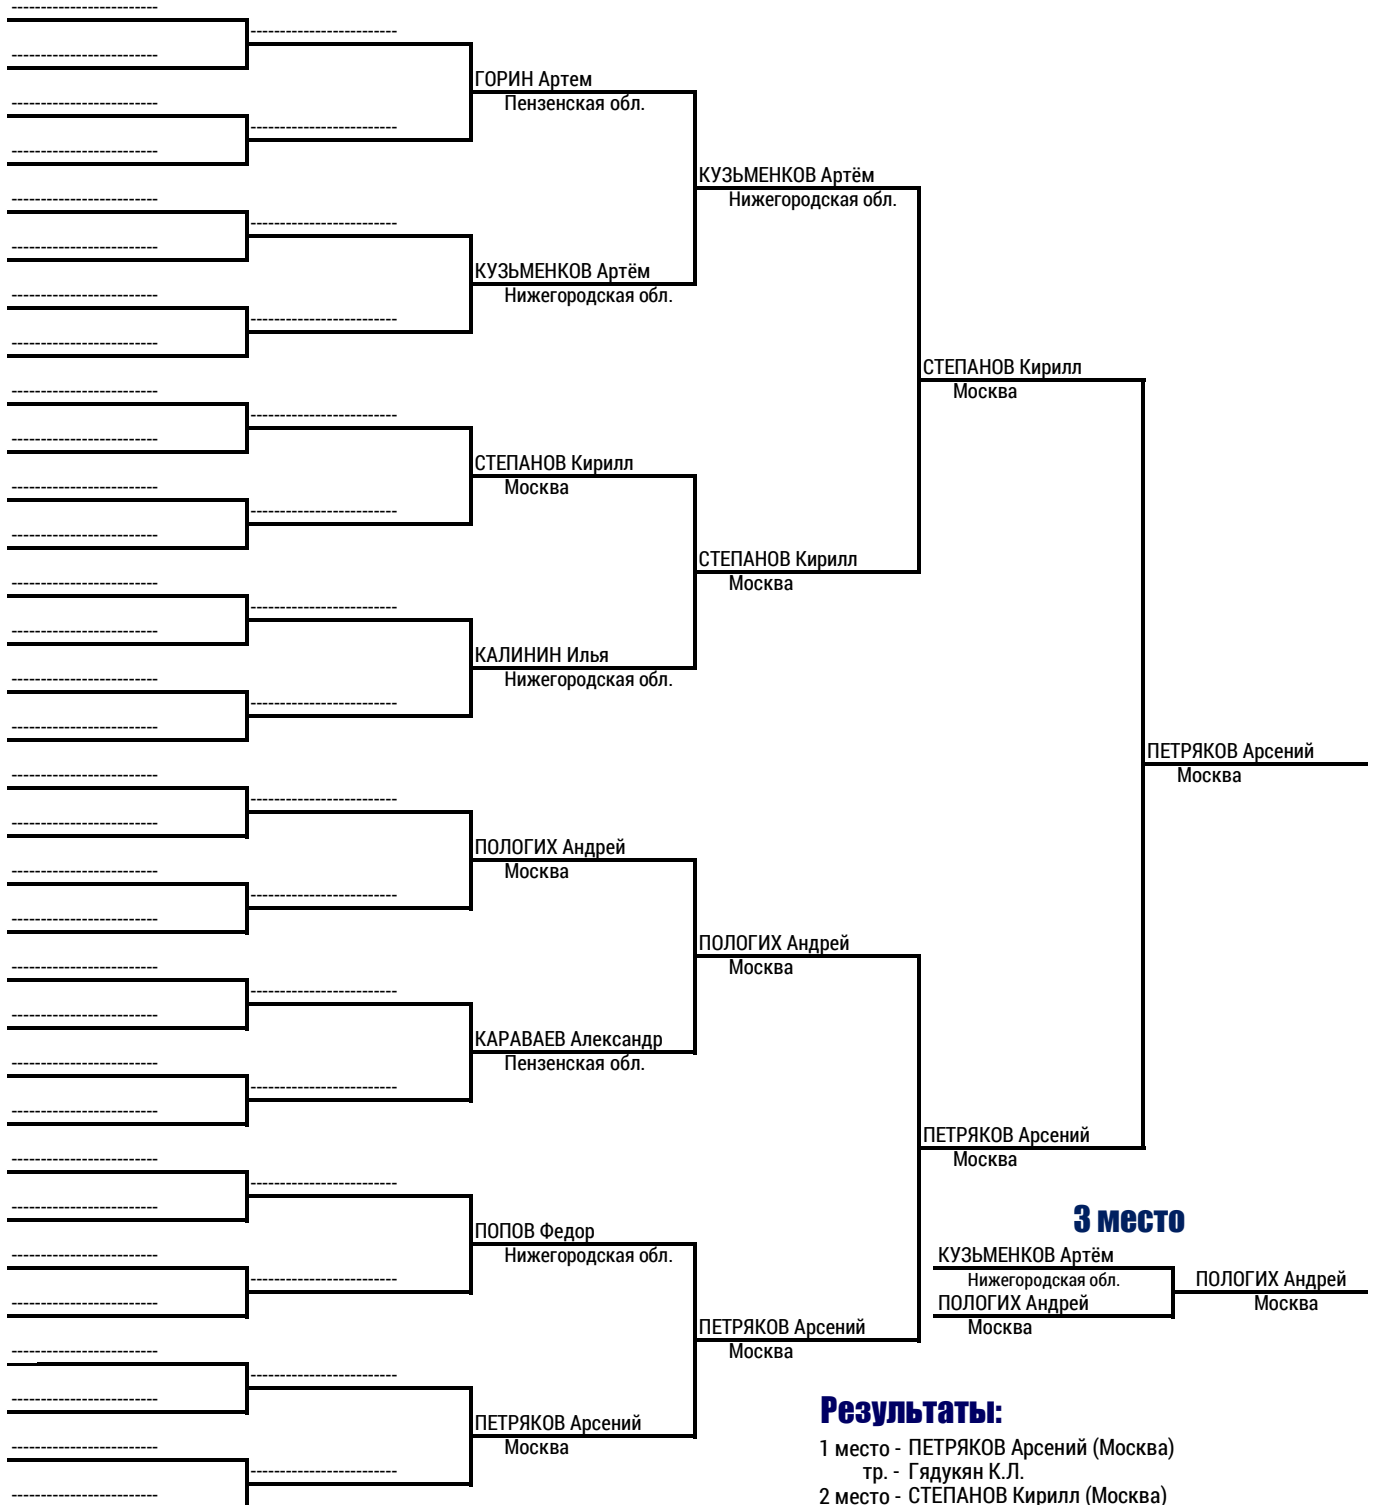 -------------------------
-------------------------
-------------------------
-------------------------
ГОРИН Артем
-------------------------
Пензенская обл.
-------------------------
-------------------------
КУЗЬМЕНКОВ Артём
-------------------------
Нижегородская обл.
-------------------------
-------------------------
КУЗЬМЕНКОВ Артём
-------------------------
Нижегородская обл.
-------------------------
-------------------------
СТЕПАНОВ Кирилл
-------------------------
Москва
-------------------------
-------------------------
СТЕПАНОВ Кирилл
-------------------------
Москва
-------------------------
-------------------------
СТЕПАНОВ Кирилл
-------------------------
Москва
-------------------------
-------------------------
КАЛИНИН Илья
-------------------------
Нижегородская обл.
-------------------------
-------------------------
ПЕТРЯКОВ Арсений
-------------------------
Москва
-------------------------
-------------------------
ПОЛОГИХ Андрей
-------------------------
Москва
-------------------------
-------------------------
ПОЛОГИХ Андрей
-------------------------
Москва
-------------------------
-------------------------
КАРАВАЕВ Александр
-------------------------
Пензенская обл.
-------------------------
-------------------------
ПЕТРЯКОВ Арсений
-------------------------
Москва
-------------------------
-------------------------
3 место
ПОПОВ Федор
-------------------------
Нижегородская обл.
КУЗЬМЕНКОВ Артём
-------------------------
Нижегородская обл.
ПОЛОГИХ Андрей
-------------------------
ПОЛОГИХ Андрей
Москва
Москва
ПЕТРЯКОВ Арсений
-------------------------
Москва
-------------------------
-------------------------
Результаты:
ПЕТРЯКОВ Арсений
-------------------------
Москва
1 место - ПЕТРЯКОВ Арсений (Москва)
-------------------------
тр. - Гядукян К.Л.
-------------------------
2 место - СТЕПАНОВ Кирилл (Москва)